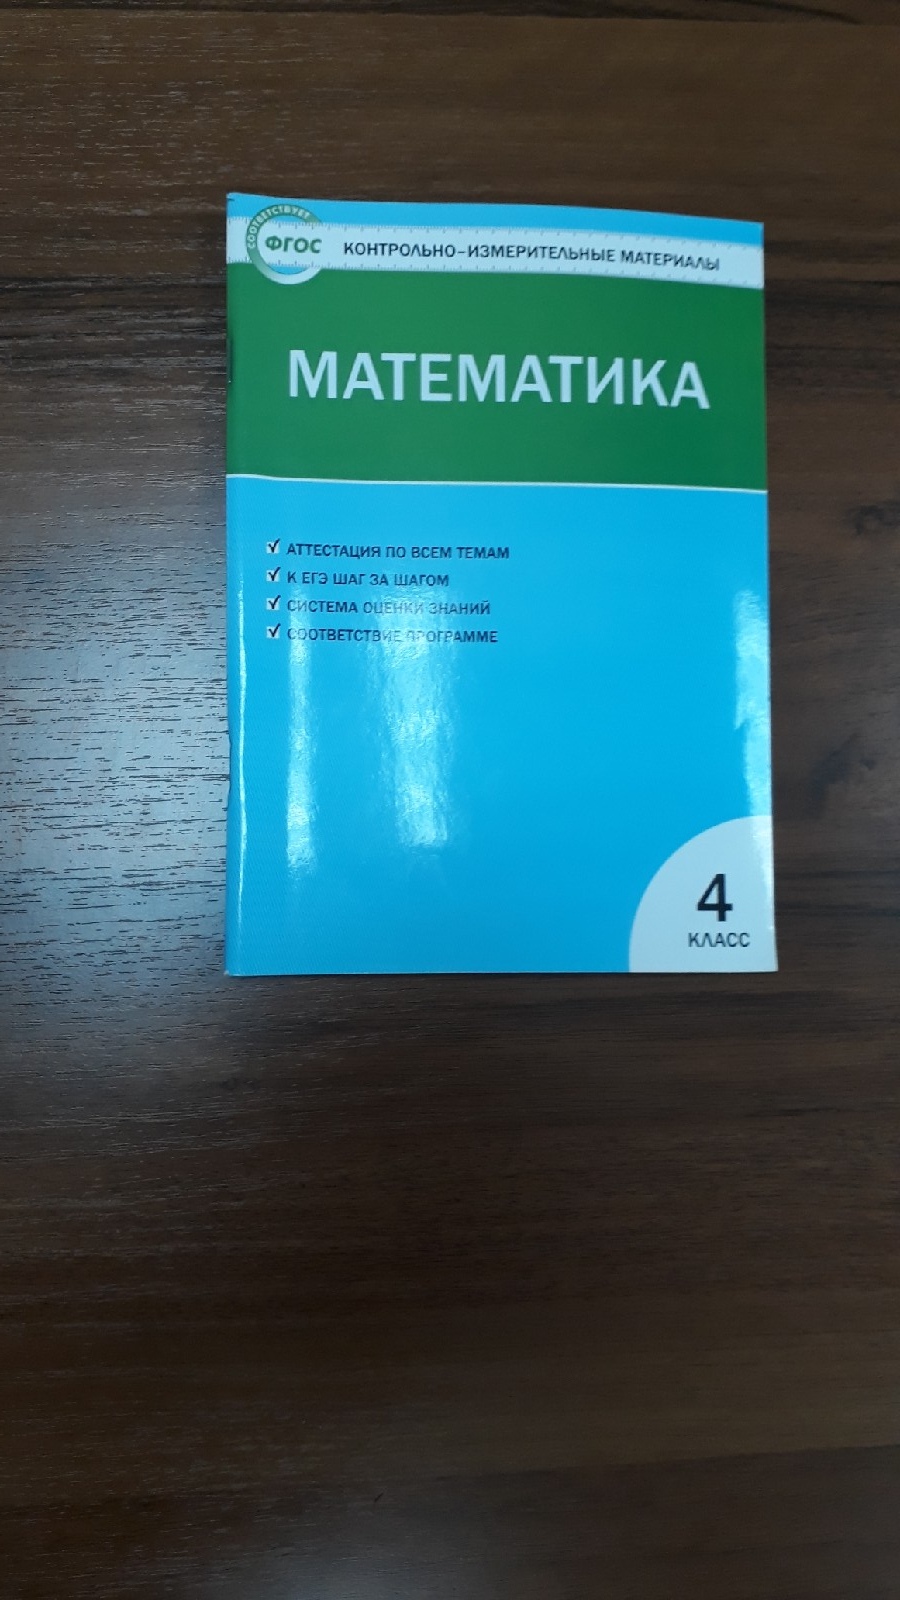 СООТВЕТСТВУЕТ
ФГОС
КОНТРОЛЬНО-ИЗМЕРИТЕЛЬНЫЕ МАТЕРИАЛЫ
МАТЕМАТИКА
АТТЕСТАЦИЯ ПО ВСЕМ ТЕМАМ
К ЕГЭ ШАГ ЗА ШАГОМ
СИСТЕМА ОЦЕНКИ ЗНАНИЙ
СООТВЕТСТВИЕ ПРОГРАММЕ
4
КЛАСС